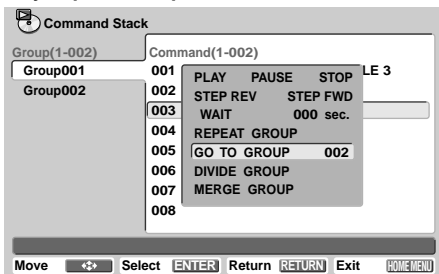 Command Stack
Group(1-002)
Group001
Group002
Command(1-002)
001 LE 3
002
003
004
005
006
007
008
PLAY PAUSE STOP
STEP REV STEP FWD
WAIT 000 sec.
REPEAT GROUP
GO TO GROUP 002
DIVIDE GROUP
MERGE GROUP
Move Select ENTER Return RETURN Exit HOME MENU